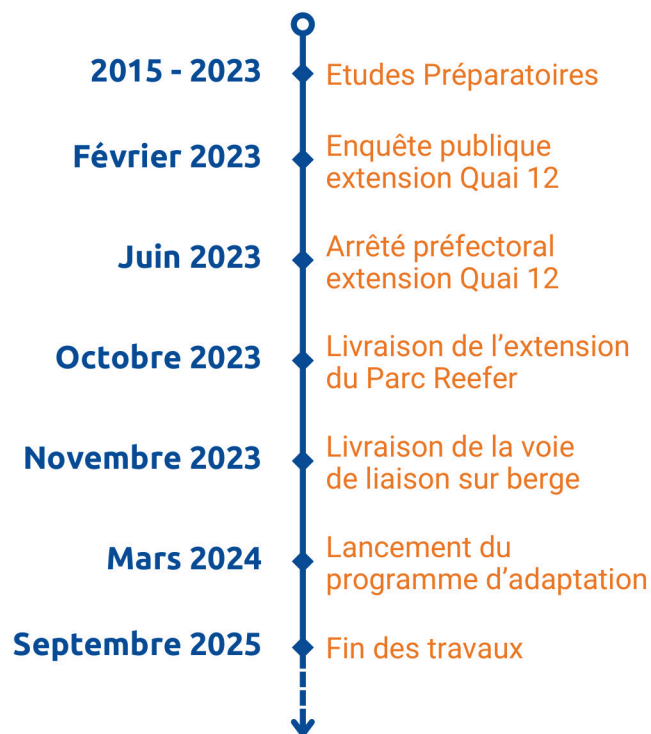 2015 - 2023
Etudes Préparatoires
Février 2023
Enquête publique
extension Quai 12
Juin 2023
Arrêté préfectoral
extension Quai 12
Octobre 2023
Livraison de l’extension
du Parc Reefer
Novembre 2023
Livraison de la voie
de liaison sur berge
Mars 2024
Lancement du
programme d’adaptation
Septembre 2025
Fin des travaux